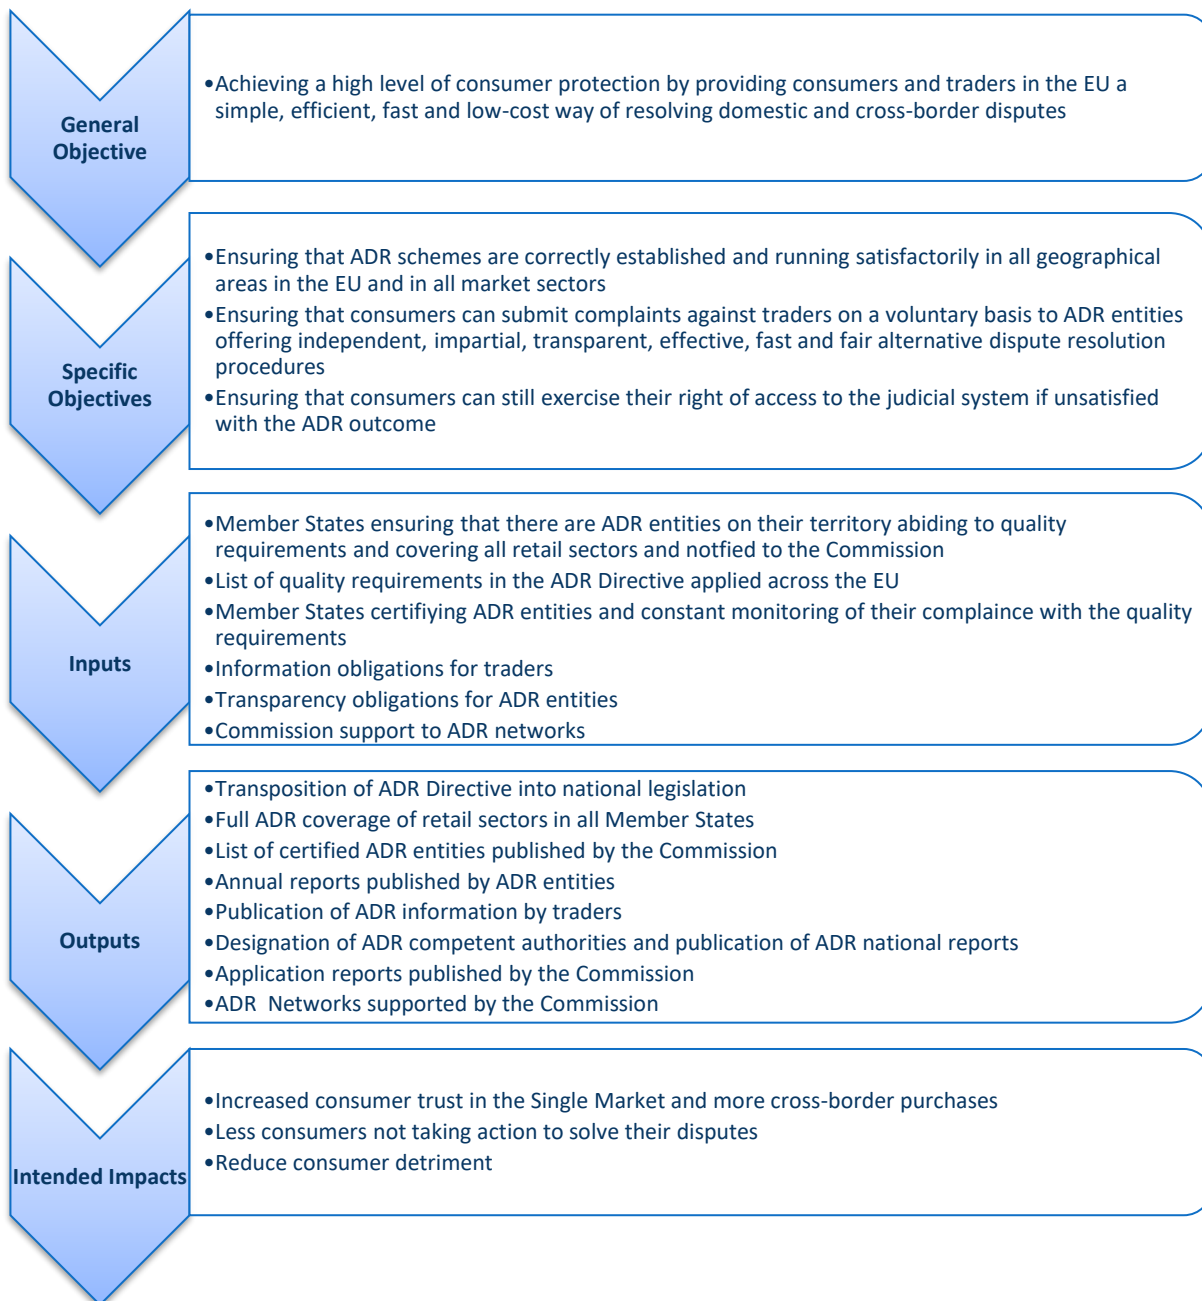 General
Objective
•Achieving a high level of consumer protection by providing consumers and traders in the EU a
simple, efficient, fast and low-cost way of resolving domestic and cross-border disputes
Specific
Objectives
•Ensuring that ADR schemes are correctly established and running satisfactorily in all geographical
areas in the EU and in all market sectors
•Ensuring that consumers can submit complaints against traders on a voluntary basis to ADR entities
offering independent, impartial, transparent, effective, fast and fair alternative dispute resolution
procedures
•Ensuring that consumers can still exercise their right of access to the judicial system if unsatisfied
with the ADR outcome
Inputs
•Member States ensuring that there are ADR entities on their territory abiding to quality
requirements and covering all retail sectors and notfied to the Commission
•List of quality requirements in the ADR Directive applied across the EU
•Member States certifiying ADR entities and constant monitoring of their complaince with the quality
requirements
•Information obligations for traders
•Transparency obligations for ADR entities
•Commission support to ADR networks
Outputs
•Transposition of ADR Directive into national legislation
•Full ADR coverage of retail sectors in all Member States
•List of certified ADR entities published by the Commission
•Annual reports published by ADR entities
•Publication of ADR information by traders
•Designation of ADR competent authorities and publication of ADR national reports
•Application reports published by the Commission
•ADR  Networks supported by the Commission
Intended Impacts
•Increased consumer trust in the Single Market and more cross-border purchases
•Less consumers not taking action to solve their disputes
•Reduce consumer detriment